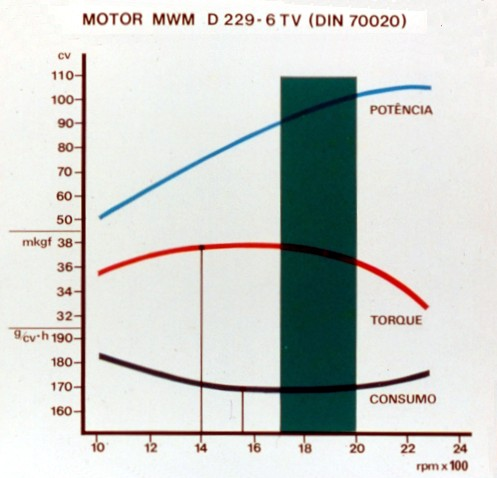 MOTOR MWM D 229-6 TV (DIN 70020)
cv
110
100
90
80
70
60
50
POTÊNCIA
mkgf
38
36
34
32
TORQUE
g/cv·h
190
180
170
160
CONSUMO
10 12 14 16 18 20 22 24
rpm x 100